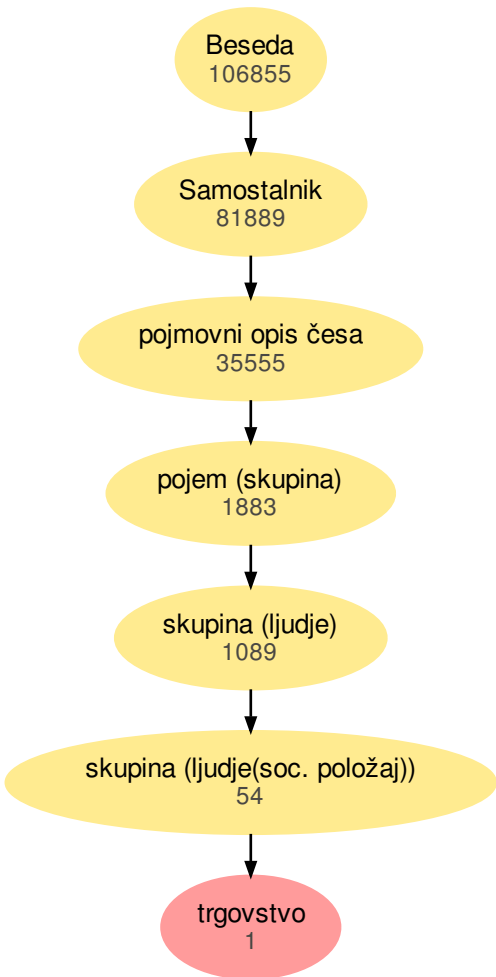 Beseda
106855
Samostalnik
81889
pojmovni opis česa
35555
pojem (skupina)
1883
skupina (ljudje)
1089
skupina (ljudje(soc. položaj))
54
trgovstvo
1